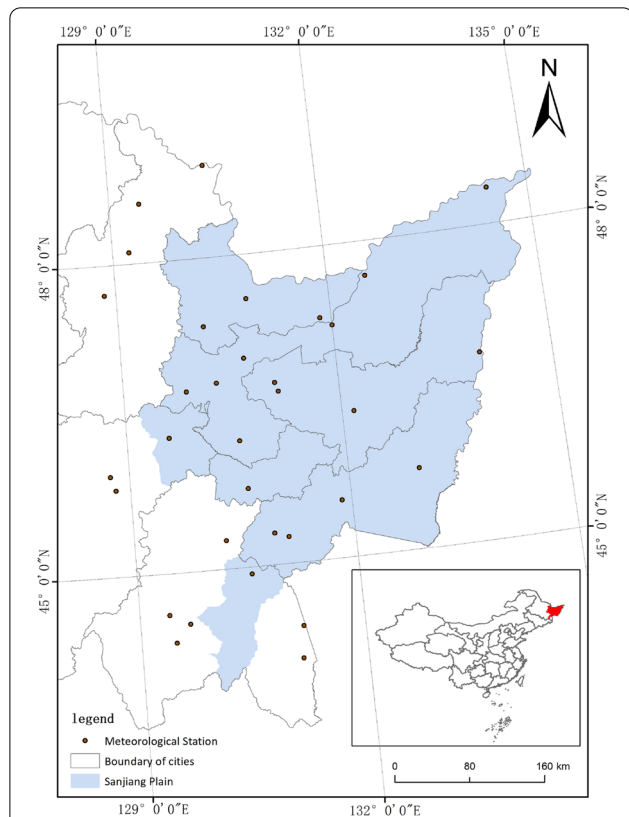 129° 0′0″E
132° 0′0″E
135° 0′0″E
N
48° 0′0″N
48° 0′0″N
45° 0′0″N
45° 0′0″N
legend
Meteorological Station
Boundary of cities
Sanjiang Plain
0
80
160 km
129° 0′0″E
132° 0′0″E